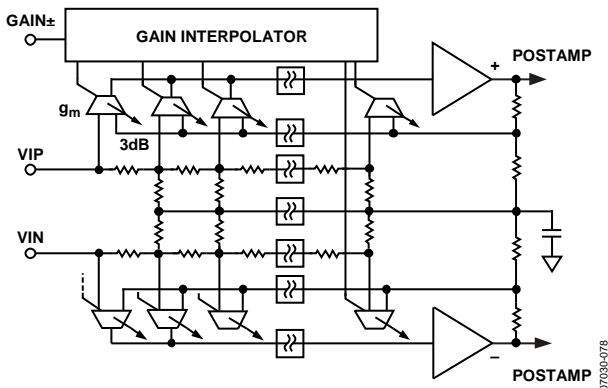 GAIN±
GAIN INTERPOLATOR
+
POSTAMP
gm
3dB
VIP
VIN
–
POSTAMP
07030-078